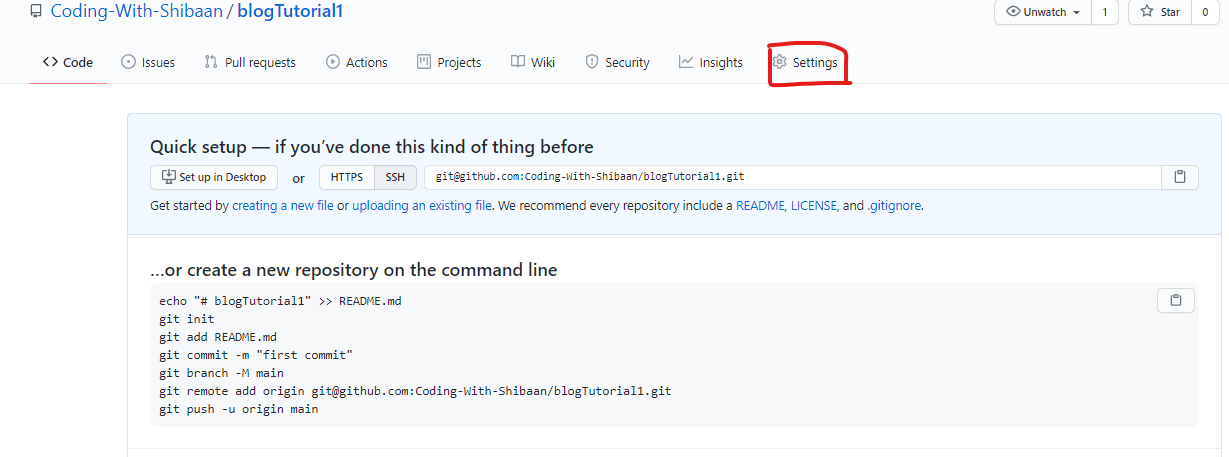 Coding-With-Shibaan / blogTutorial1
Unwatch 1 Star 0
Code Issues Pull requests Actions Projects Wiki Security Insights Settings
Quick setup — if you’ve done this kind of thing before
Set up in Desktop or HTTPS SSH git@github.com:Coding-With-Shibaan/blogTutorial1.git
Get started by creating a new file or uploading an existing file. We recommend every repository include a README, LICENSE, and .gitignore.
…or create a new repository on the command line
echo "# blogTutorial1" >> README.md
git init
git add README.md
git commit -m "first commit"
git branch -M main
git remote add origin git@github.com:Coding-With-Shibaan/blogTutorial1.git
git push -u origin main